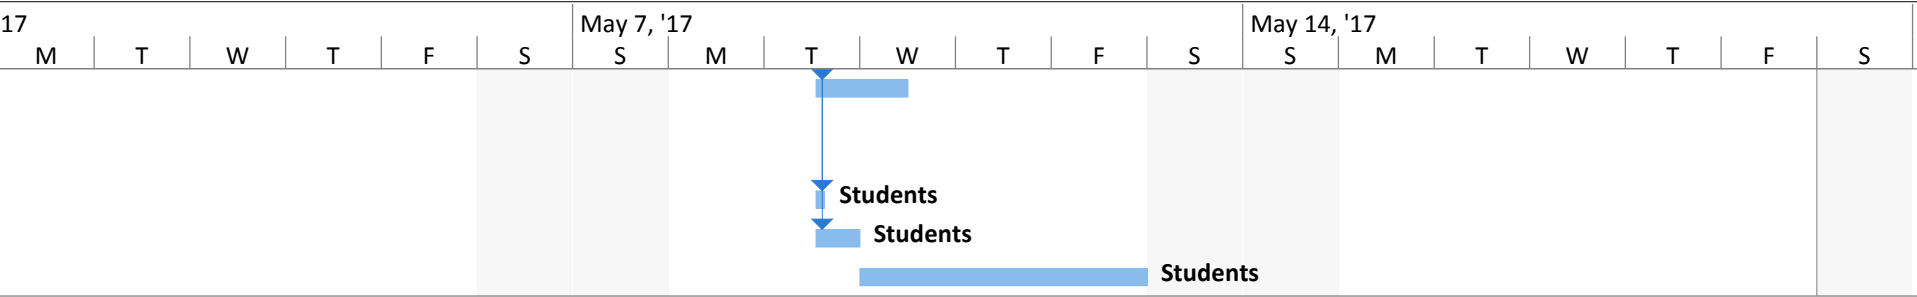 17 May 7, '17 May 14, '17
M T W T F S S M T W T F S S M T W T F S
Students
Students
Students